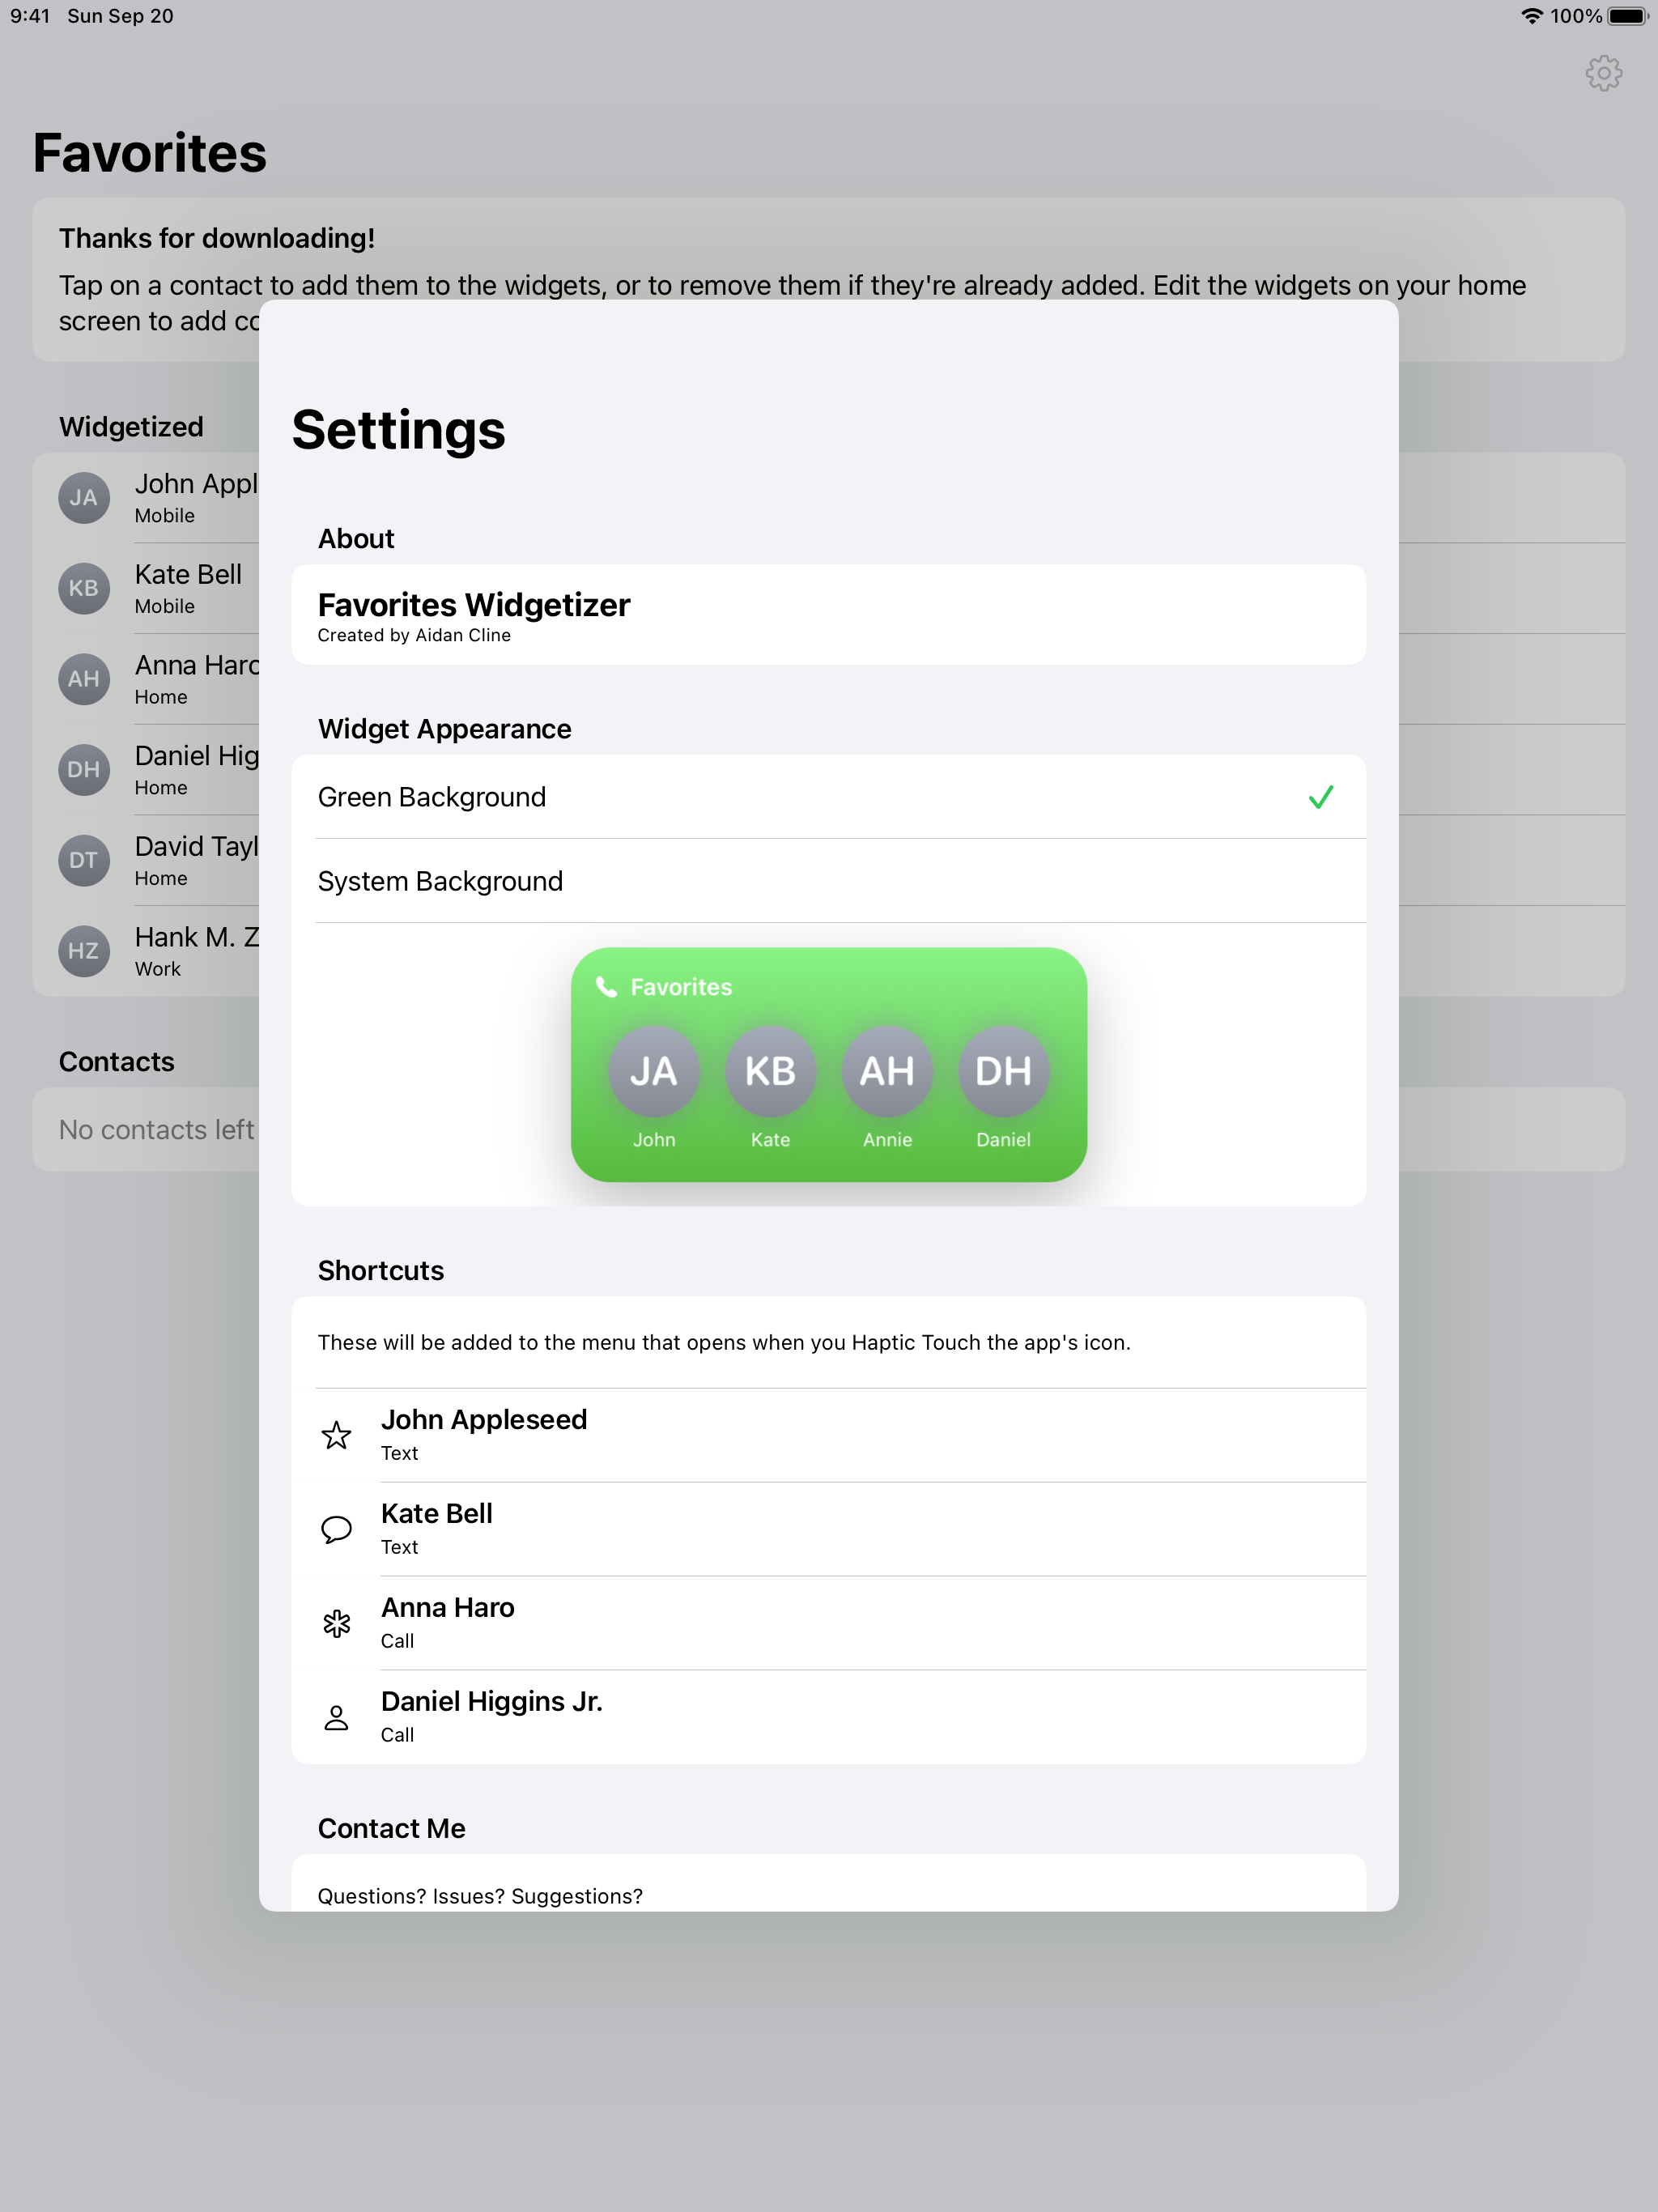 9:41 Sun Sep 20
100%
Favorites
Thanks for downloading!
Tap on a contact to add them to the widgets, or to remove them if they're already added. Edit the widgets on your home
screen to add
Widgetized
JA
John
Mobile
KB
Kate Bell
Mobile
AH
Anna
Home
DH
Daniel
Home
DT
David
Home
HZ
Hank M.
Work
Contacts
No contacts left
Settings
About
Favorites Widgetizer
Created by Aidan Cline
Widget Appearance
Green Background
System Background
Favorites
JA KB AH DH
John Kate Annie Daniel
Shortcuts
These will be added to the menu that opens when you Haptic Touch the app's icon.
John Appleseed
Text
Kate Bell
Text
Anna Haro
Call
Daniel Higgins Jr.
Call
Contact Me
Questions? Issues? Suggestions?